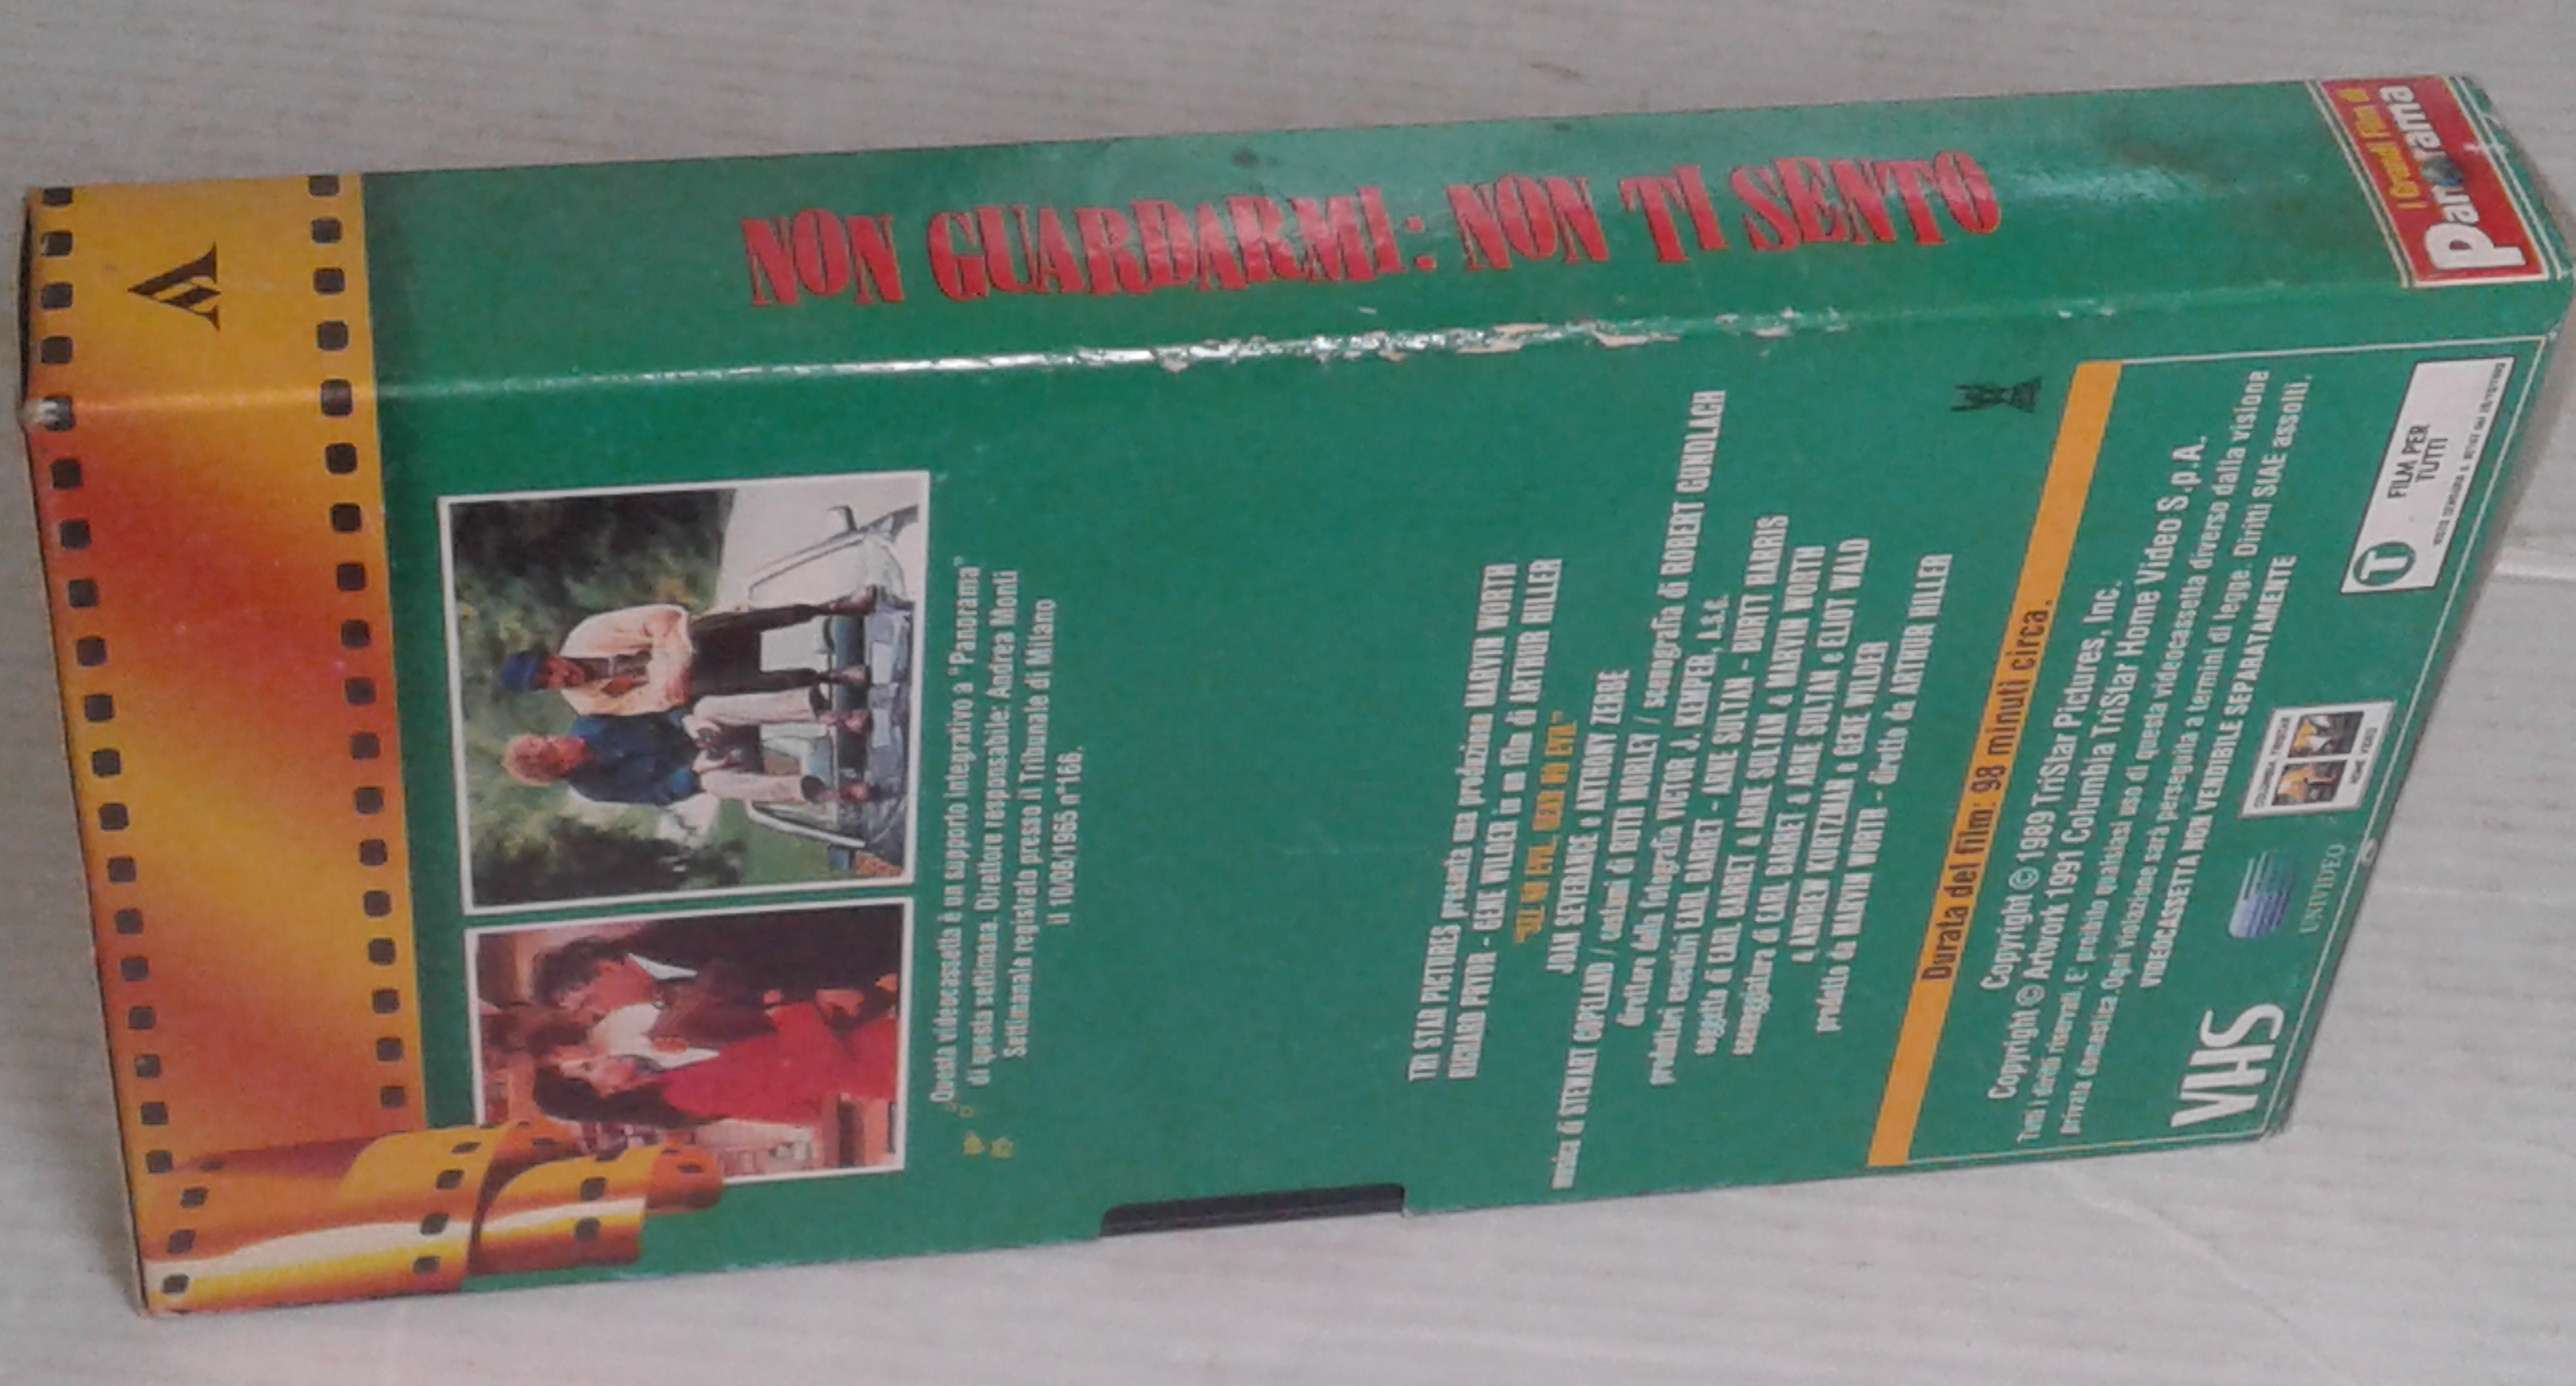 NON GUARDARMI: NON TI SENTO
I Grandi Film di
Panorama
"Questa videocassetta è un supporto integrativo a "Panorama"
di questa settimana. Direttore responsabile: Andrea Monti
Settimanale registrato presso il Tribunale di Milano
il 10/06/1965 n°166.
TRI STAR PICTURES presenta una produzione MARVIN WORTH
RICHARD PRYOR - GENE WILDER in un film di ARTHUR HILLER
"SEE NO EVIL, HEAR NO EVIL"
JOAN SEVERANCE e ANTHONY ZERBE
musica di STEWART COPELAND / costumi di RUTH MORLEY / scenografia di ROBERT GUNDLACH
direttore della fotografia VICTOR J. KEMPER, A.S.C.
produttori esecutivi EARL BARRET - ARNE SULTAN - BURTT HARRIS
soggetto di EARL BARRET & ARNE SULTAN & MARVIN WORTH
sceneggiatura di EARL BARRET & ARNE SULTAN e ELIOT WALD
& ANDREW KURTZMAN e GENE WILDER
prodotto da MARVIN WORTH - diretto da ARTHUR HILLER
Durata del film: 98 minuti circa.
Copyright © 1989 TriStar Pictures, Inc.
Copyright © Artwork 1991 Columbia TriStar Home Video S.p.A.
Tutti i diritti riservati. E' proibito qualsiasi uso di questa videocassetta diverso dalla visione
privata domestica. Ogni violazione sarà perseguita a termini di legge. Diritti SIAE assolti.
VIDEOCASSETTA NON VENDIBILE SEPARATAMENTE
VHS
UNIVIDEO
COLUMBIA TRISTAR
HOME VIDEO
T
FILM PER
TUTTI